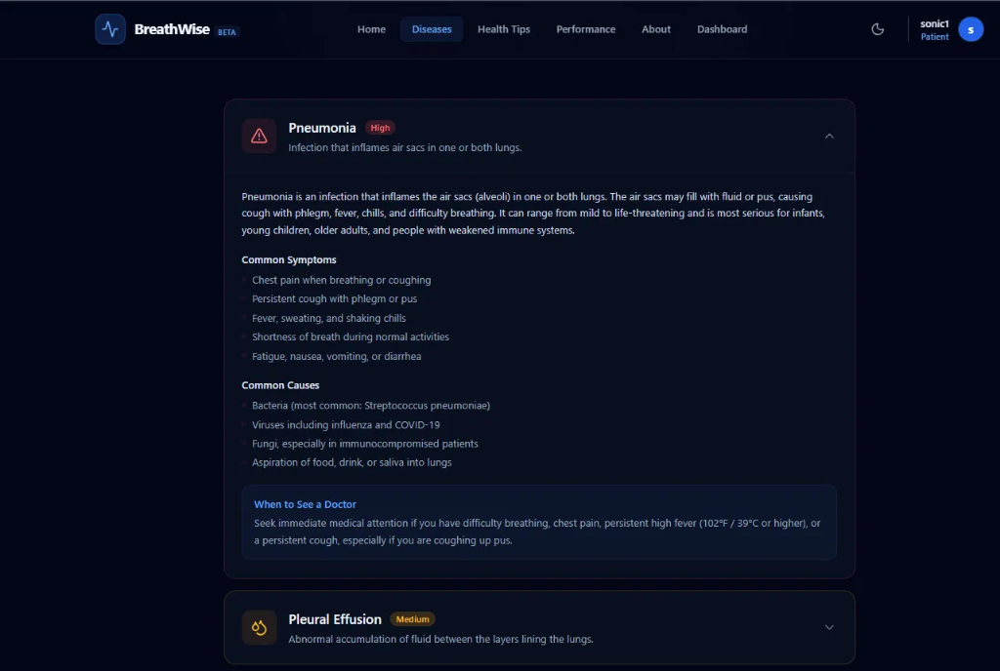 BreathWise BETA
Home Diseases Health Tips Performance About Dashboard
sonic1
Patient
s
Pneumonia High
Infection that inflames air sacs in one or both lungs.
Pneumonia is an infection that inflames the air sacs (alveoli) in one or both lungs. The air sacs may fill with fluid or pus, causing
cough with phlegm, fever, chills, and difficulty breathing. It can range from mild to life-threatening and is most serious for infants,
young children, older adults, and people with weakened immune systems.
Common Symptoms
Chest pain when breathing or coughing
Persistent cough with phlegm or pus
Fever, sweating, and shaking chills
Shortness of breath during normal activities
Fatigue, nausea, vomiting, or diarrhea
Common Causes
Bacteria (most common: Streptococcus pneumoniae)
Viruses including influenza and COVID-19
Fungi, especially in immunocompromised patients
Aspiration of food, drink, or saliva into lungs
When to See a Doctor
Seek immediate medical attention if you have difficulty breathing, chest pain, persistent high fever (102°F / 39°C or higher), or
a persistent cough, especially if you are coughing up pus.
Pleural Effusion Medium
Abnormal accumulation of fluid between the layers lining the lungs.